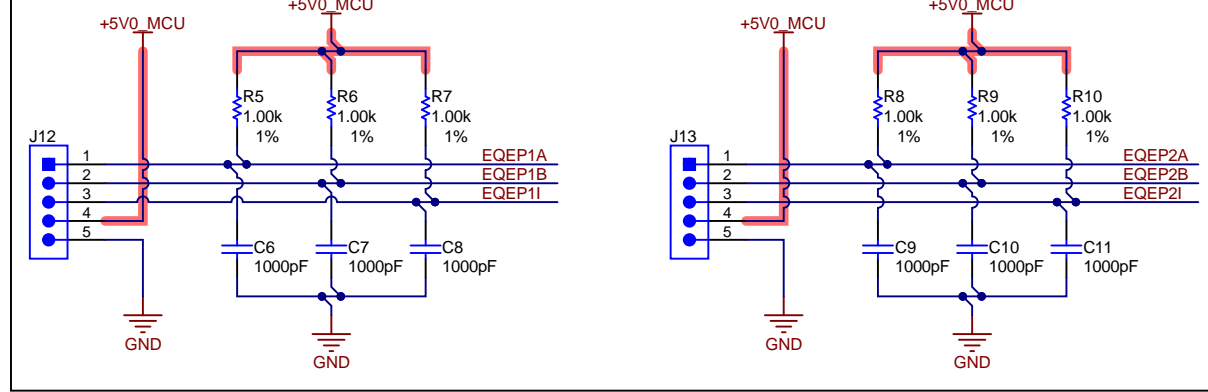 +5V0_MCU
+5V0_MCU
R5
1.00k
1%
R6
1.00k
1%
R7
1.00k
1%
J12
1
2
3
4
5
EQEP1A
EQEP1B
EQEP1I
C6
1000pF
C7
1000pF
C8
1000pF
GND
GND
+5V0_MCU
+5V0_MCU
R8
1.00k
1%
R9
1.00k
1%
R10
1.00k
1%
J13
1
2
3
4
5
EQEP2A
EQEP2B
EQEP2I
C9
1000pF
C10
1000pF
C11
1000pF
GND
GND